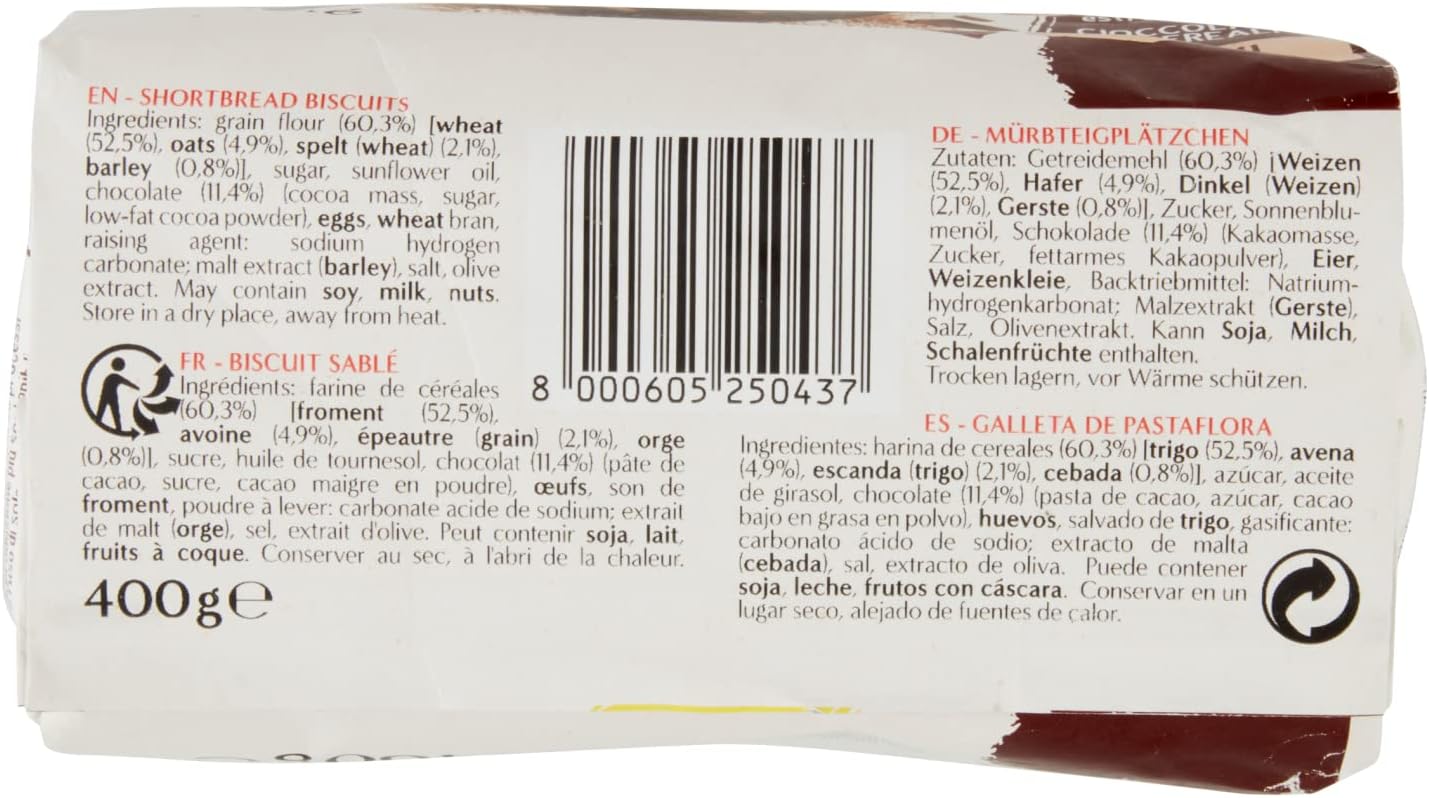 CIOCCOL
CEREAL
EN - SHORTBREAD BISCUITS
Ingredients: grain flour (60,3%) [wheat
(52,5%), oats (4,9%), spelt (wheat) (2,1%),
barley (0,8%)], sugar, sunflower oil,
chocolate (11,4%) (cocoa mass, sugar,
low-fat cocoa powder), eggs, wheat bran,
raising agent: sodium hydrogen
carbonate; malt extract (barley), salt, olive
extract. May contain soy, milk, nuts.
Store in a dry place, away from heat.
FR - BISCUIT SABLÉ
Ingrédients: farine de céréales
(60,3%) [froment (52,5%),
avoine (4,9%), épeautre (grain) (2,1%), orge
(0,8%)], sucre, huile de tournesol, chocolat (11,4%) (pâte de
cacao, sucre, cacao maigre en poudre), œufs, son de
froment, poudre à lever: carbonate acide de sodium; extrait
de malt (orge), sel, extrait d'olive. Peut contenir soja, lait,
fruits à coque. Conserver au sec, à l'abri de la chaleur.
400g℮
8 000605 250437
DE - MÜRBTEIGPLÄTZCHEN
Zutaten: Getreidemehl (60,3%) [Weizen
(52,5%), Hafer (4,9%), Dinkel (Weizen)
(2,1%), Gerste (0,8%)], Zucker, Sonnenblu-
menöl, Schokolade (11,4%) (Kakaomasse,
Zucker, fettarmes Kakaopulver), Eier,
Weizenkleie, Backtriebmittel: Natrium-
hydrogenkarbonat; Malzextrakt (Gerste),
Salz, Olivenextrakt. Kann Soja, Milch,
Schalenfrüchte enthalten.
Trocken lagern, vor Wärme schützen.
ES - GALLETA DE PASTAFLORA
Ingredientes: harina de cereales (60,3%) [trigo (52,5%), avena
(4,9%), escanda (trigo) (2,1%), cebada (0,8%)], azúcar, aceite
de girasol, chocolate (11,4%) (pasta de cacao, azúcar, cacao
bajo en grasa en polvo), huevos, salvado de trigo, gasificante:
carbonato ácido de sodio; extracto de malta
(cebada), sal, extracto de oliva. Puede contener
soja, leche, frutos con cáscara. Conservar en un
lugar seco, alejado de fuentes de calor.